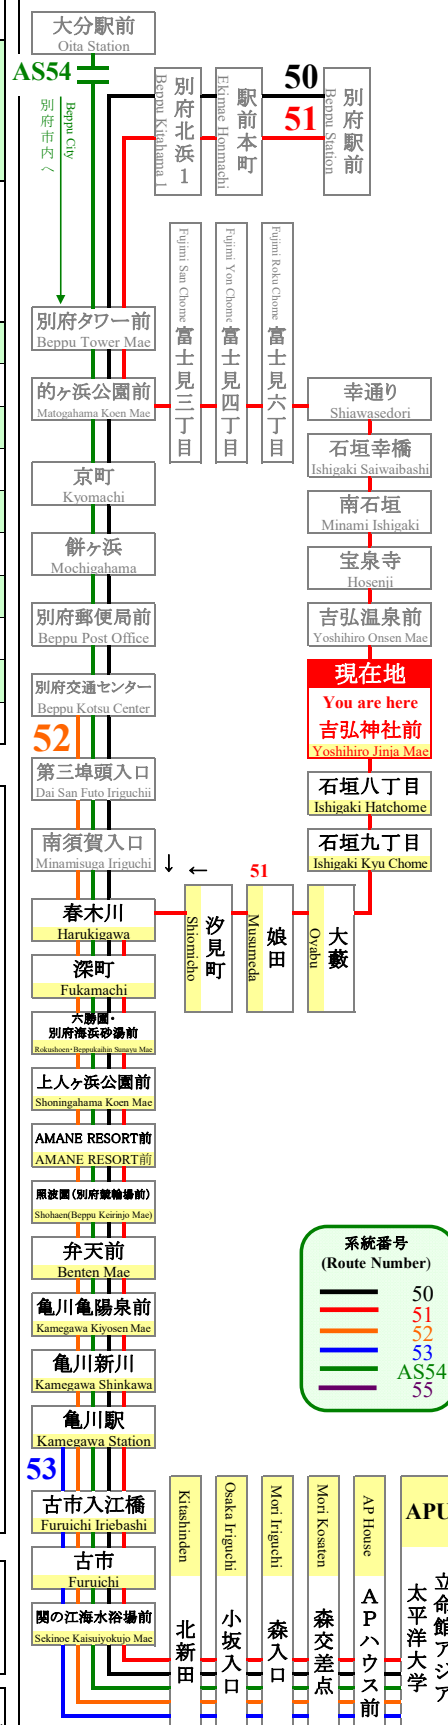 大分駅前
Oita Station
AS54
Beppu City
別府市内へ
50
51
別府北浜1
Beppu Kitahama 1
駅前本町
Ekimae Honmachi
別府駅前
Beppu Station
別府タワー前
Beppu Tower Mae
的ヶ浜公園前
Matogahama Koen Mae
Fujimi San Chome 富士見三丁目
Fujimi Yon Chome 富士見四丁目
Fujimi Roku Chome 富士見六丁目
幸通り
Shiawasedori
石垣幸橋
Ishigaki Saiwaibashi
南石垣
Minami Ishigaki
宝泉寺
Hosenji
吉弘温泉前
Yoshihiro Onsen Mae
現在地
You are here
吉弘神社前
Yoshihiro Jinja Mae
石垣八丁目
Ishigaki Hatchome
石垣九丁目
Ishigaki Kyu Chome
京町
Kyomachi
餅ヶ浜
Mochigahama
別府郵便局前
Beppu Post Office
別府交通センター
Beppu Kotsu Center
52
第三埠頭入口
Dai San Futo Iriguchii
南須賀入口
Minamisuga Iriguchi
↓ ←
51
汐見町
Shiomicho
娘田
Musumeda
大藪
Oyabu
春木川
Harukigawa
深町
Fukamachi
六勝園・
別府海浜砂湯前
Rokushoen・Beppukaihin Sunayu Mae
上人ヶ浜公園前
Shoningahama Koen Mae
AMANE RESORT前
AMANE RESORT前
照波園(別府競輪場前)
Shohaen(Beppu Keirinjo Mae)
弁天前
Benten Mae
亀川亀陽泉前
Kamegawa Kiyosen Mae
亀川新川
Kamegawa Shinkawa
亀川駅
Kamegawa Station
53
古市入江橋
Furuichi Iriebashi
古市
Furuichi
関の江海水浴場前
Sekinoe Kaisuiyokujo Mae
系統番号
(Route Number)
50
51
52
53
AS54
55
Kitashinden
北新田
Osaka Iriguchi
小坂入口
Mori Iriguchi
森入口
Mori Kosaten
森交差点
AP House
APハウス前
APU
立命館アジア
太平洋大学